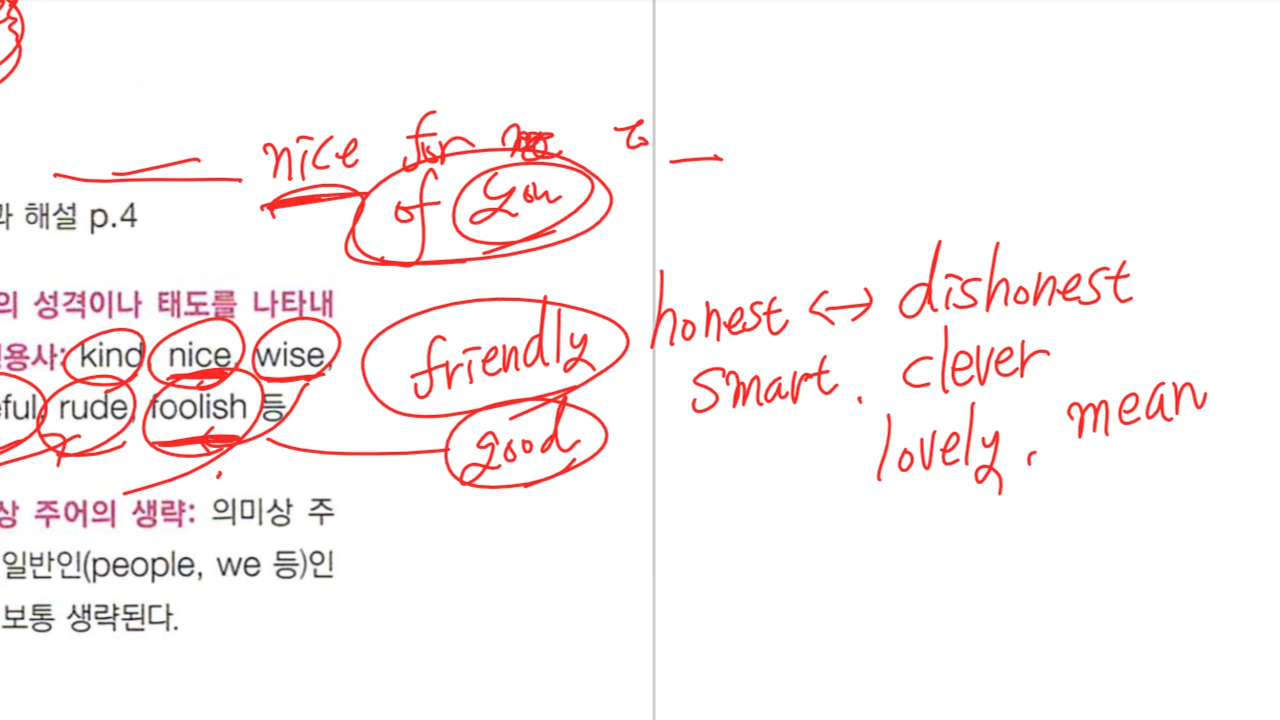 nice for to
of you
과 해설 p.4
의 성격이나 태도를 나타내
형용사: kind, nice, wise,
eful, rude, foolish 등
friendly
good
honest ↔ dishonest
smart, clever
lovely, mean
상 주어의 생략: 의미상 주
일반인(people, we 등)인
보통 생략된다.